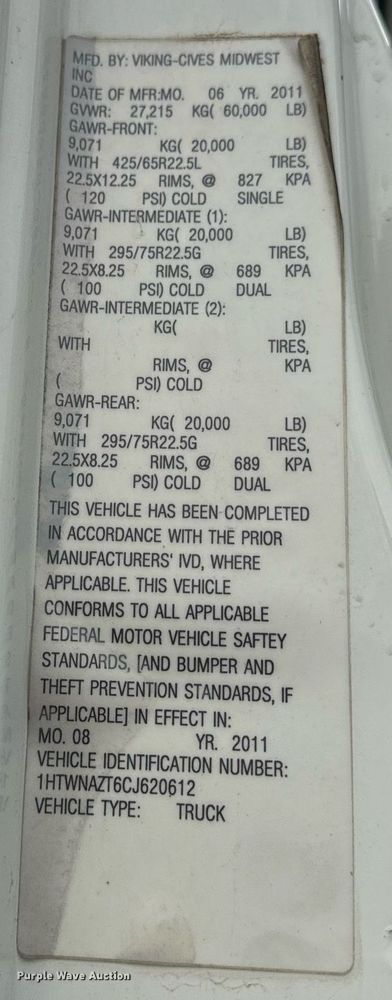 MFD. BY: VIKING-CIVES MIDWEST
INC
DATE OF MFR:MO. 06 YR. 2011
GVWR: 27,215 KG( 60,000 LB)
GAWR-FRONT:
9,071 KG( 20,000 LB)
WITH 425/65R22.5L TIRES,
22.5X12.25 RIMS, @ 827 KPA
( 120 PSI) COLD SINGLE
GAWR-INTERMEDIATE (1):
9,071 KG( 20,000 LB)
WITH 295/75R22.5G TIRES,
22.5X8.25 RIMS, @ 689 KPA
( 100 PSI) COLD DUAL
GAWR-INTERMEDIATE (2):
KG( LB)
WITH TIRES,
RIMS, @ KPA
( PSI) COLD
GAWR-REAR:
9,071 KG( 20,000 LB)
WITH 295/75R22.5G TIRES,
22.5X8.25 RIMS, @ 689 KPA
( 100 PSI) COLD DUAL
THIS VEHICLE HAS BEEN COMPLETED
IN ACCORDANCE WITH THE PRIOR
MANUFACTURERS' IVD, WHERE
APPLICABLE. THIS VEHICLE
CONFORMS TO ALL APPLICABLE
FEDERAL MOTOR VEHICLE SAFTEY
STANDARDS, [AND BUMPER AND
THEFT PREVENTION STANDARDS, IF
APPLICABLE] IN EFFECT IN:
MO. 08 YR. 2011
VEHICLE IDENTIFICATION NUMBER:
1HTWNAZT6CJ620612
VEHICLE TYPE: TRUCK
Purple Wave Auction